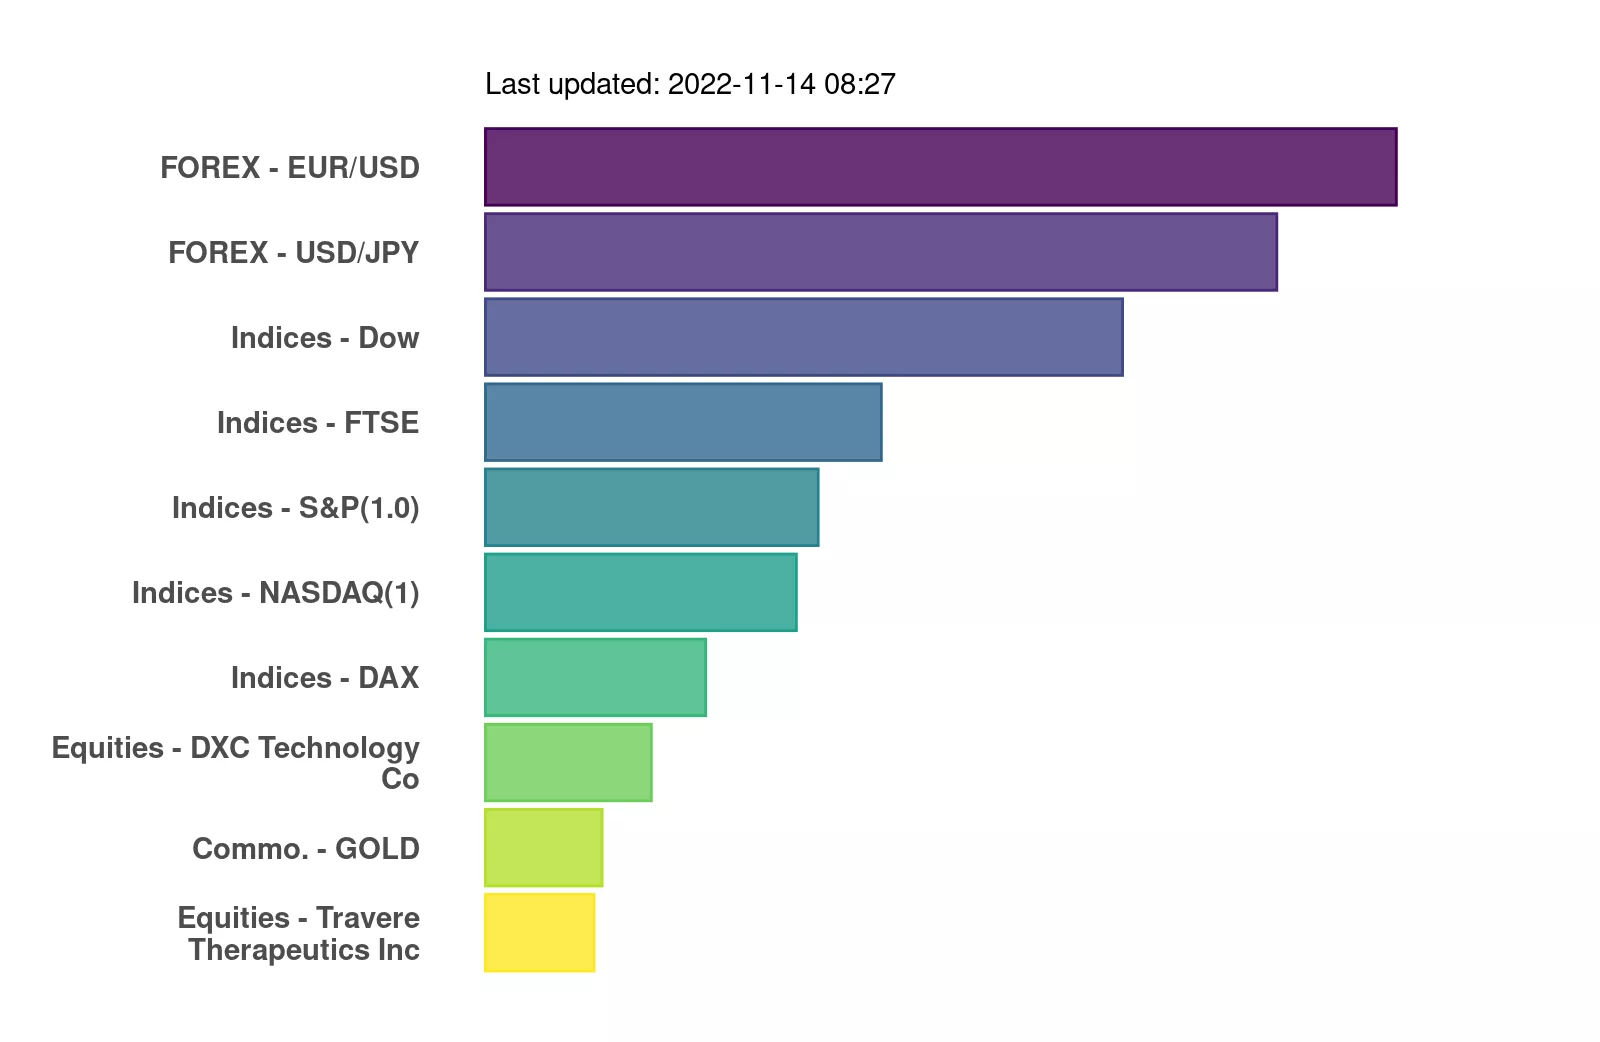 Last updated: 2022-11-14 08:27
FOREX - EUR/USD
FOREX - USD/JPY
Indices - Dow
Indices - FTSE
Indices - S&P(1.0)
Indices - NASDAQ(1)
Indices - DAX
Equities - DXC Technology
Co
Commo. - GOLD
Equities - Travere
Therapeutics Inc